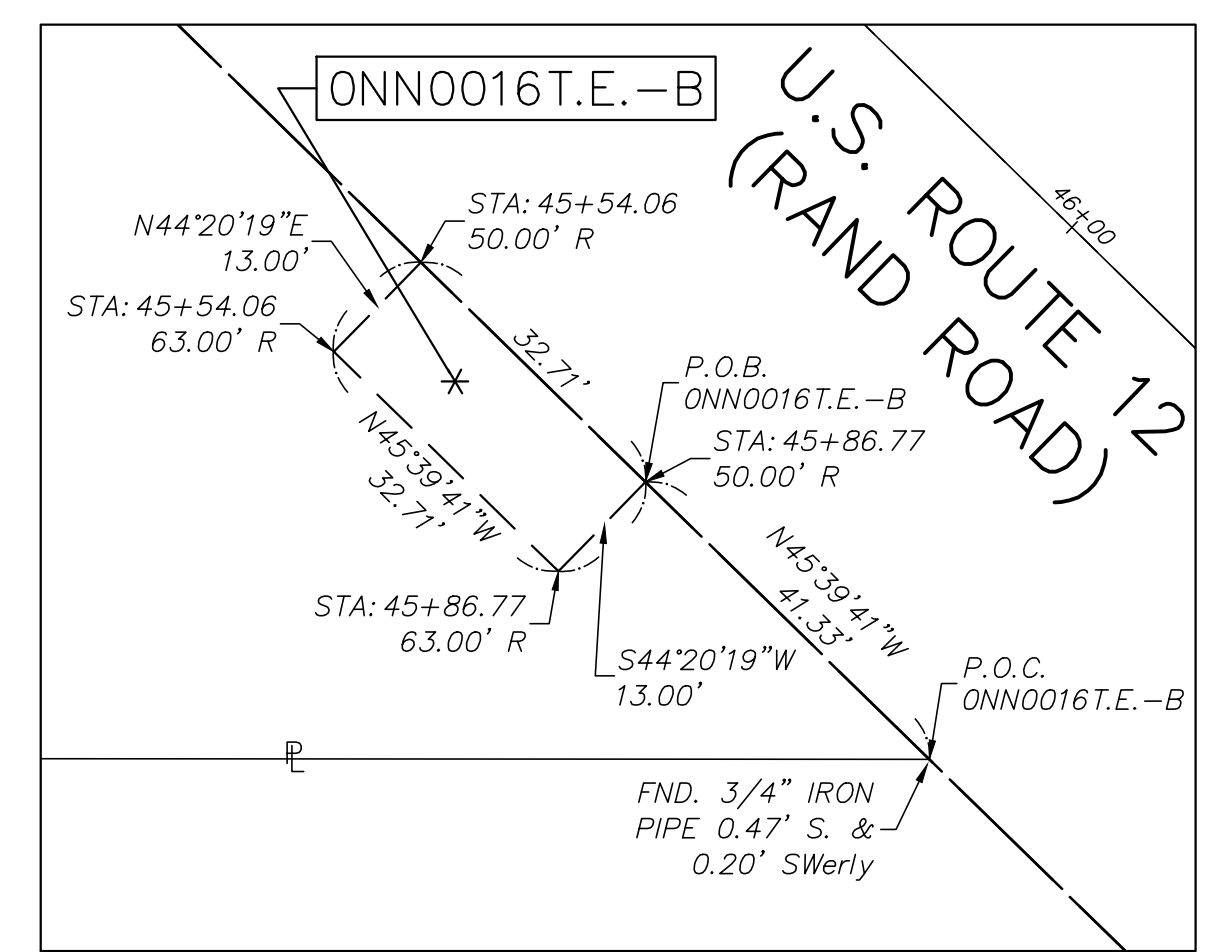 0NN0016T.E.-B
U.S. ROUTE 12
(RAND ROAD)
46+00
N44°20'19"E
13.00'
STA: 45+54.06
50.00' R
STA: 45+54.06
63.00' R
32.71'
P.O.B.
0NN0016T.E.-B
STA: 45+86.77
50.00' R
N45°39'41"W
32.71'
STA: 45+86.77
63.00' R
S44°20'19"W
13.00'
N45°39'41"W
41.33'
P.O.C.
0NN0016T.E.-B
PL
FND. 3/4" IRON
PIPE 0.47' S. &
0.20' SWerly